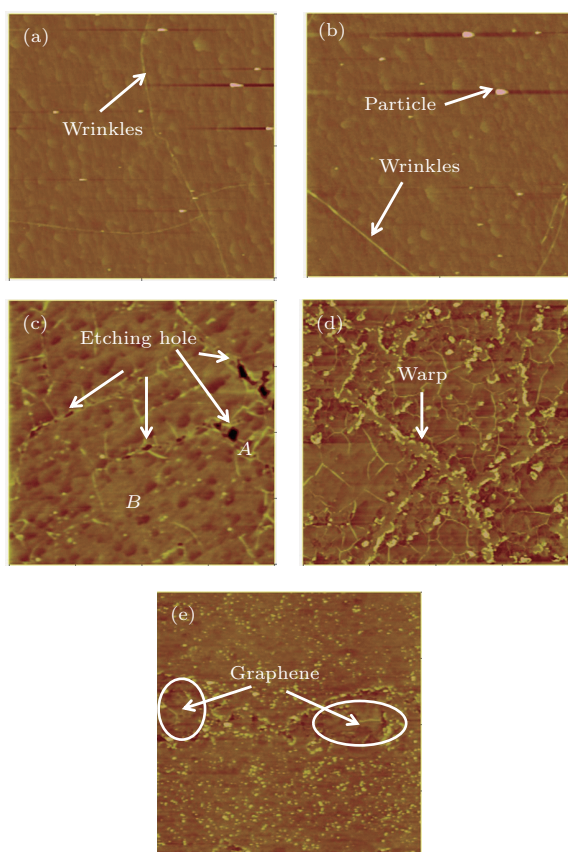 (a)
Wrinkles
(b)
Particle
Wrinkles
(c)
Etching hole
A
B
(d)
Warp
(e)
Graphene